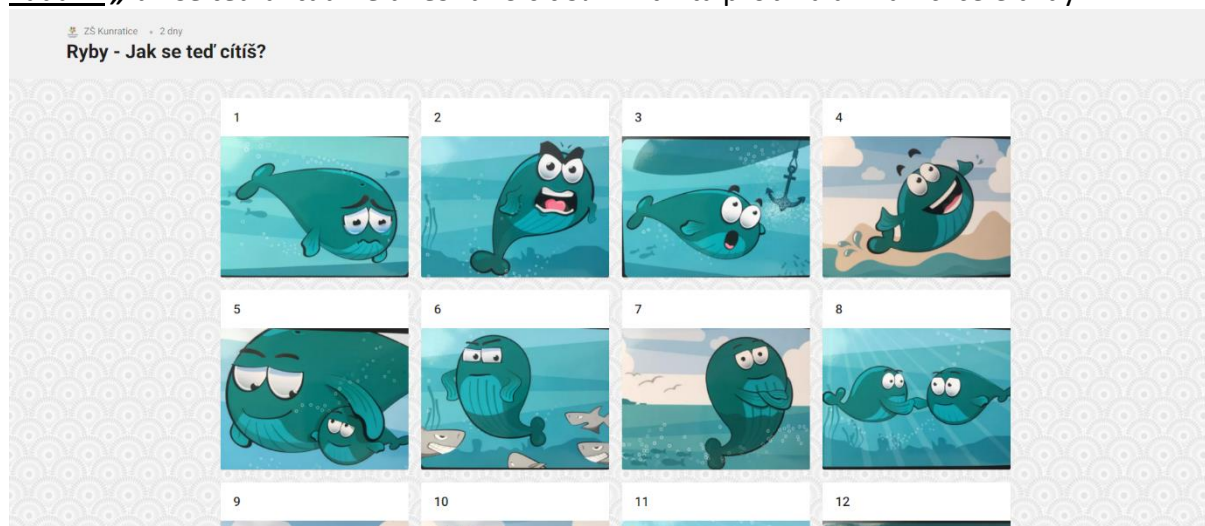 ZŠ Kunratice • 2 dny
Ryby - Jak se teď cítíš?
1 2 3 4
5 6 7 8
9 10 11 12